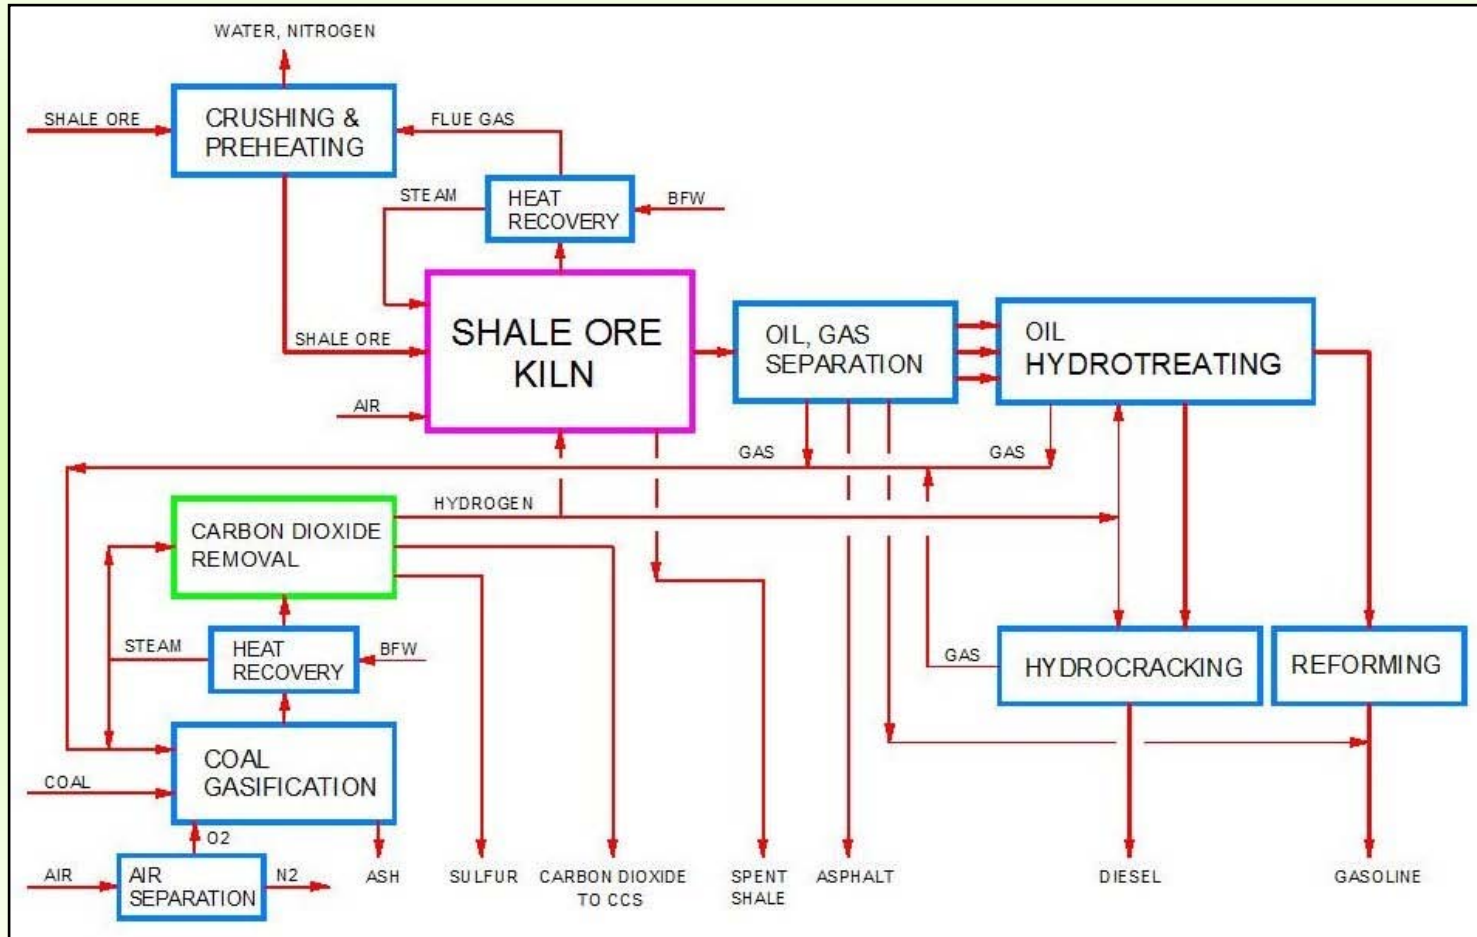 WATER, NITROGEN
SHALE ORE
CRUSHING &
PREHEATING
FLUE GAS
STEAM
HEAT
RECOVERY
BFW
SHALE ORE
KILN
SHALE ORE
AIR
OIL, GAS
SEPARATION
OIL
HYDROTREATING
GAS
GAS
HYDROGEN
CARBON DIOXIDE
REMOVAL
STEAM
HEAT
RECOVERY
BFW
GAS
HYDROCRACKING
REFORMING
COAL
GASIFICATION
COAL
O2
AIR
AIR
SEPARATION
N2
ASH
SULFUR
CARBON DIOXIDE
TO CCS
SPENT
SHALE
ASPHALT
DIESEL
GASOLINE